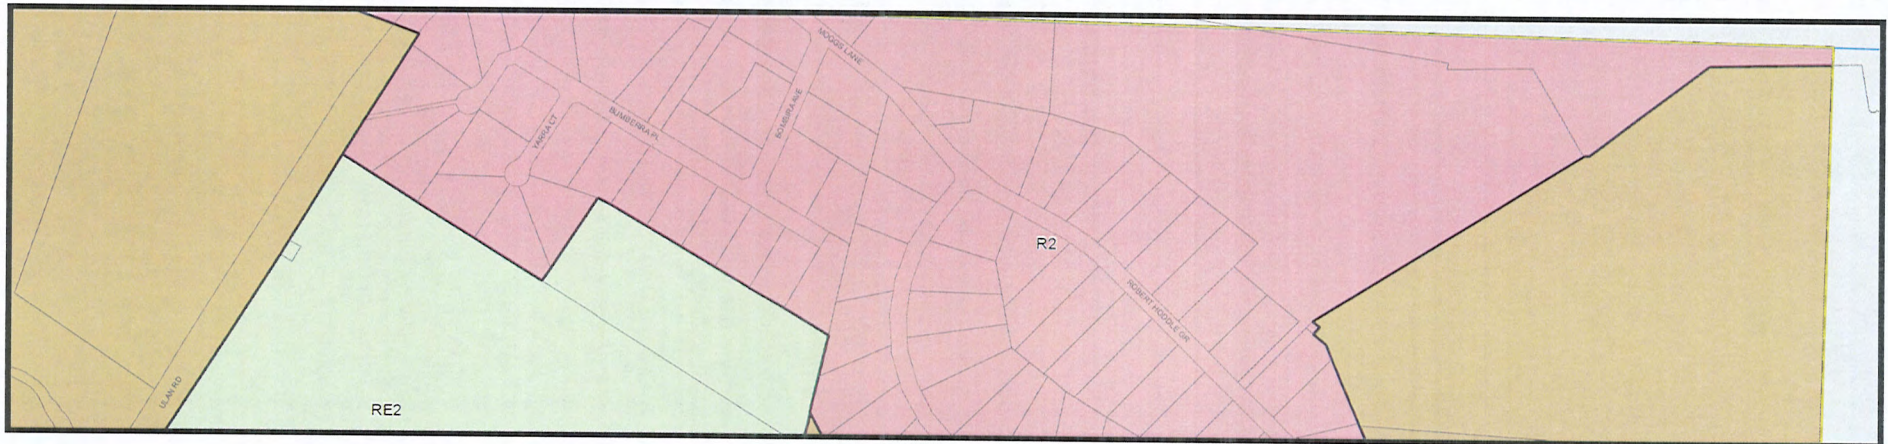 MOGGS LANE
BUMBERRA PL
YARRA CT
BOMBIRA AVE
R2
ROBERT HODDLE GR
ULAN RD
RE2